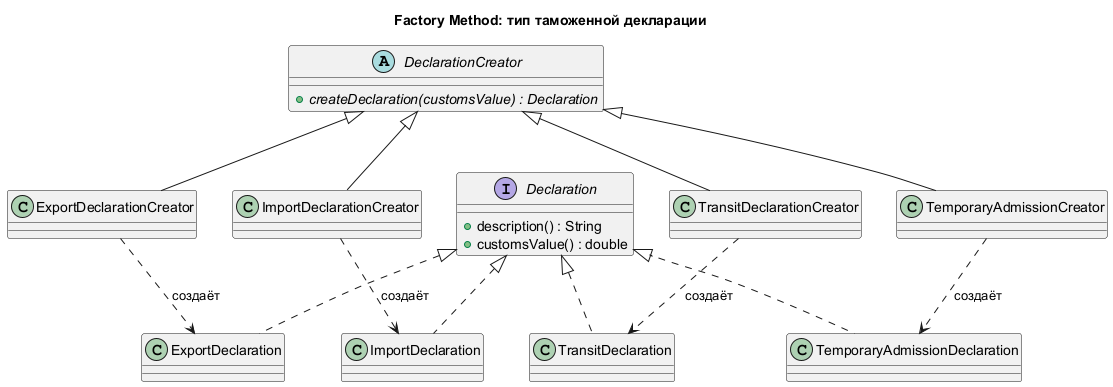 Factory Method: тип таможенной декларации
A DeclarationCreator
createDeclaration(customsValue) : Declaration
C ExportDeclarationCreator
C ImportDeclarationCreator
I Declaration
description() : String
customsValue() : double
C TransitDeclarationCreator
C TemporaryAdmissionCreator
создаёт
создаёт
создаёт
создаёт
C ExportDeclaration
C ImportDeclaration
C TransitDeclaration
C TemporaryAdmissionDeclaration